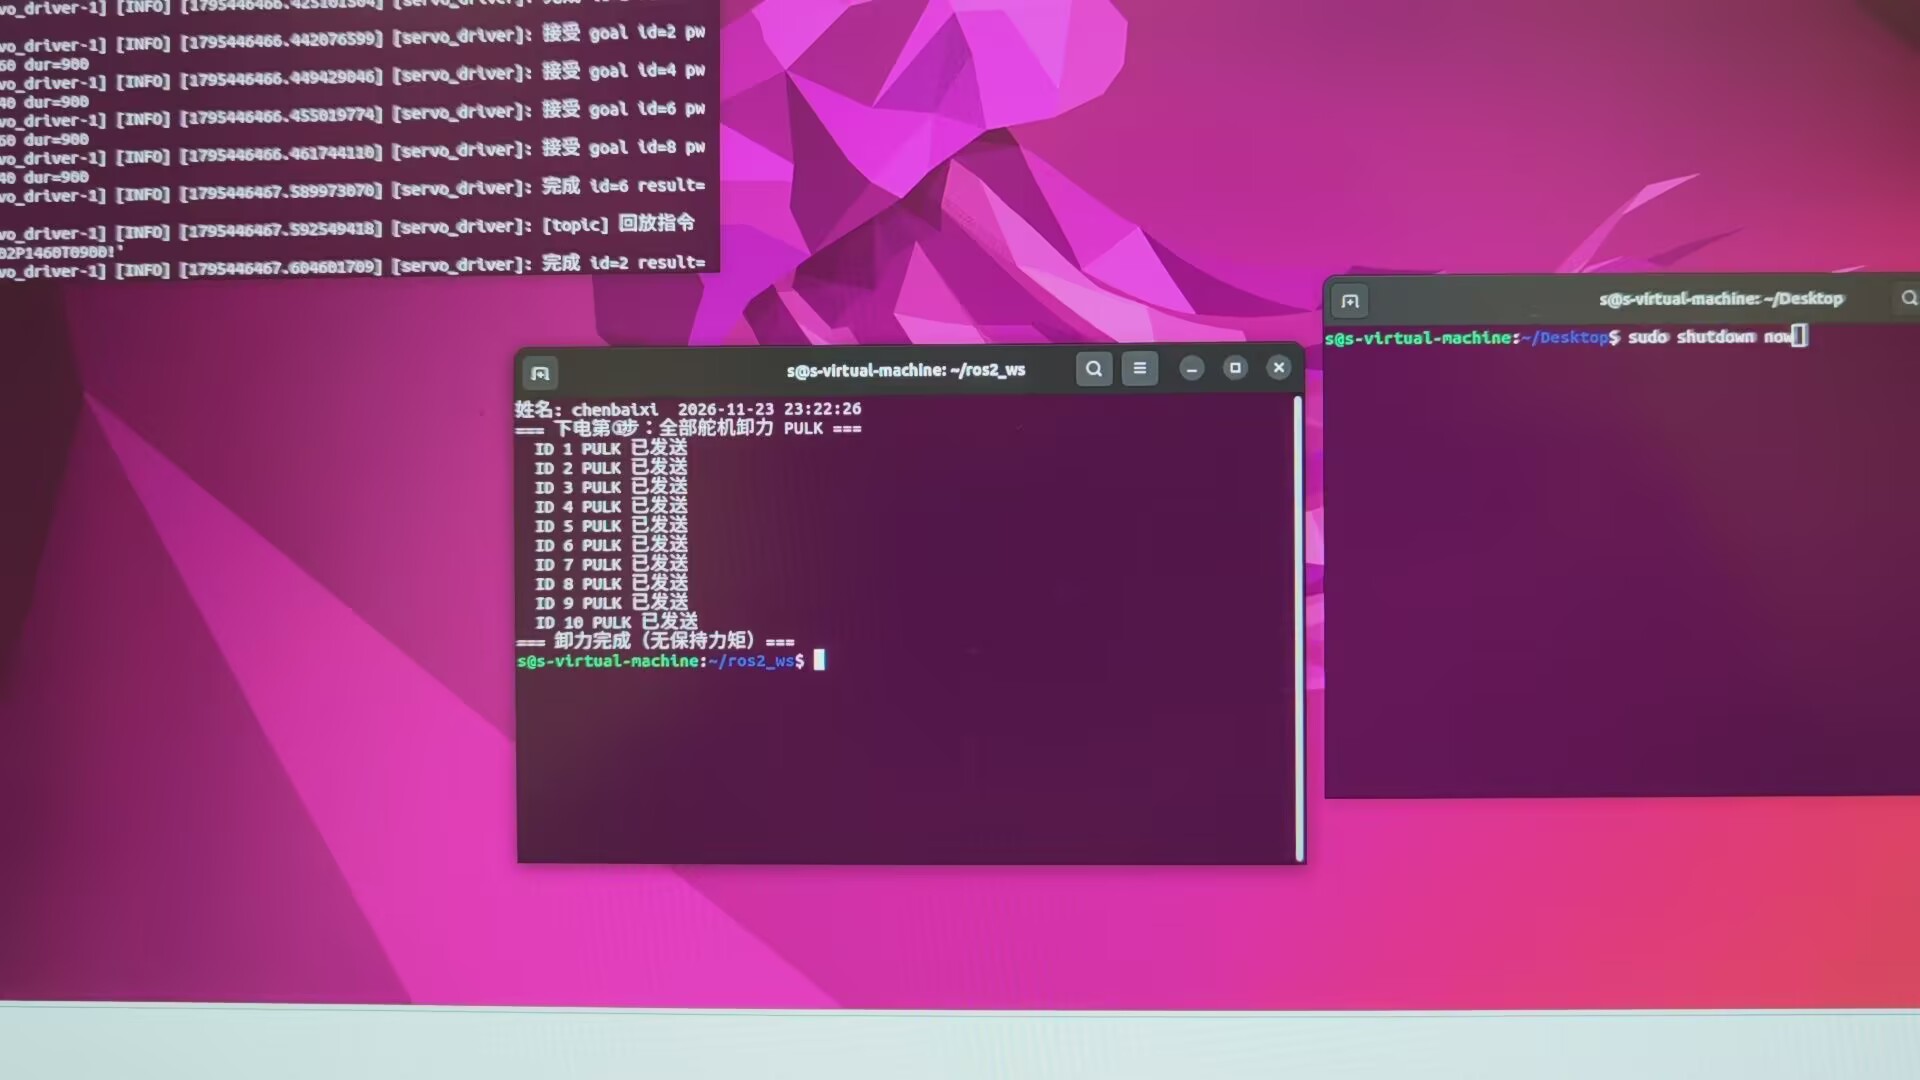 vo_driver-1] [INFO] [1795446466.425101504] [servo_driver]:
vo_driver-1] [INFO] [1795446466.442076599] [servo_driver]: 接受 goal id=2 pw
60 dur=900
vo_driver-1] [INFO] [1795446466.449429046] [servo_driver]: 接受 goal id=4 pw
40 dur=900
vo_driver-1] [INFO] [1795446466.455019774] [servo_driver]: 接受 goal id=6 pw
60 dur=900
vo_driver-1] [INFO] [1795446466.461744110] [servo_driver]: 接受 goal id=8 pw
40 dur=900
vo_driver-1] [INFO] [1795446467.589973070] [servo_driver]: 完成 id=6 result=
vo_driver-1] [INFO] [1795446467.592549418] [servo_driver]: [topic] 回放指令
02P1460T0900!'
vo_driver-1] [INFO] [1795446467.604601709] [servo_driver]: 完成 id=2 result=
s@s-virtual-machine: ~/ros2_ws
姓名: chenbaixi 2026-11-23 23:22:26
=== 下电第①步：全部舵机卸力 PULK ===
ID 1 PULK 已发送
ID 2 PULK 已发送
ID 3 PULK 已发送
ID 4 PULK 已发送
ID 5 PULK 已发送
ID 6 PULK 已发送
ID 7 PULK 已发送
ID 8 PULK 已发送
ID 9 PULK 已发送
ID 10 PULK 已发送
=== 卸力完成（无保持力矩）===
s@s-virtual-machine:~/ros2_ws$
s@s-virtual-machine: ~/Desktop
s@s-virtual-machine:~/Desktop$ sudo shutdown now